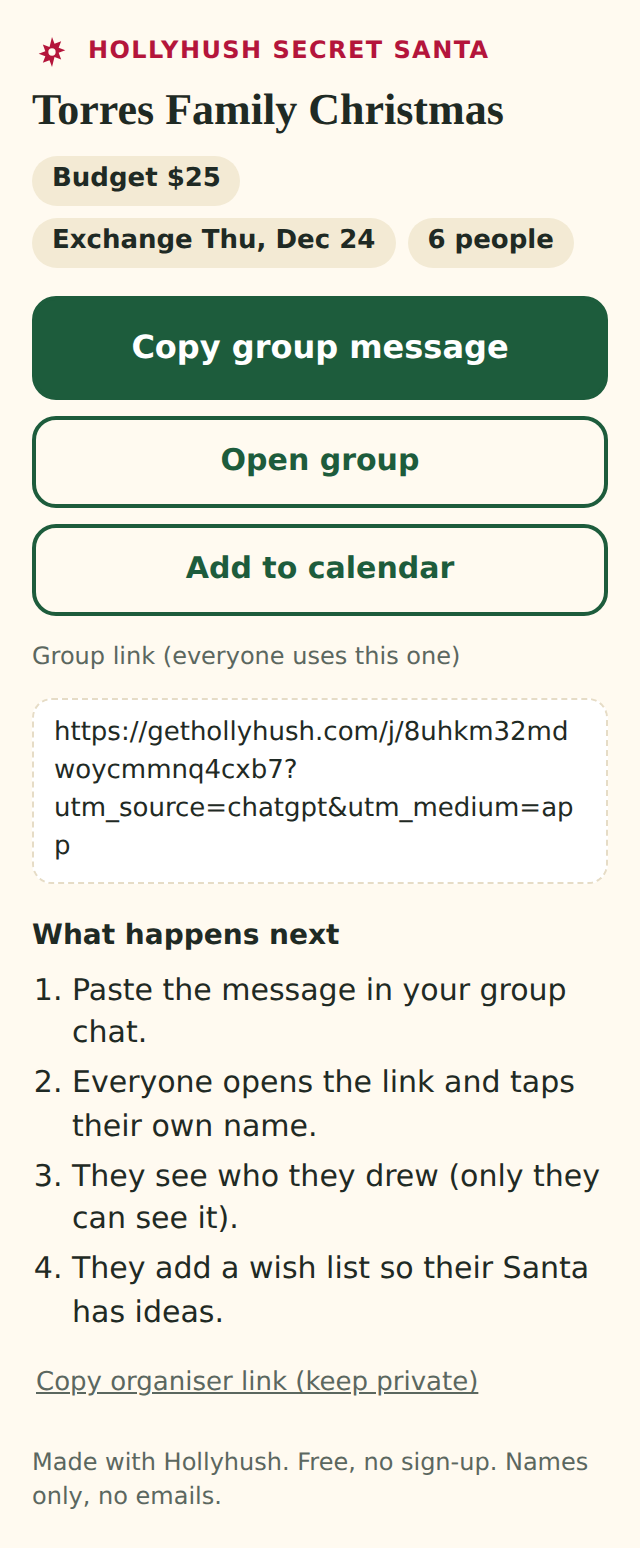 HOLLYHUSH SECRET SANTA
Torres Family Christmas
Budget $25
Exchange Thu, Dec 24
6 people
Copy group message
Open group
Add to calendar
Group link (everyone uses this one)
https://gethollyhush.com/j/8uhkm32md
woycmmnq4cxb7?
utm_source=chatgpt&utm_medium=ap
p
What happens next
1. Paste the message in your group
chat.
2. Everyone opens the link and taps
their own name.
3. They see who they drew (only they
can see it).
4. They add a wish list so their Santa
has ideas.
Copy organiser link (keep private)
Made with Hollyhush. Free, no sign-up. Names
only, no emails.